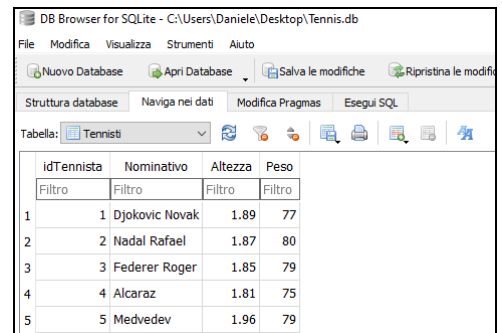 DB Browser for SQLite - C:\Users\Daniele\Desktop\Tennis.db
File Modifica Visualizza Strumenti Aiuto
Nuovo Database Apri Database Salva le modifiche Ripristina le
Struttura database Naviga nei dati Modifica Pragmas Esegui SQL
Tabella: Tennisti
idTennista Nominativo Altezza Peso
Filtro Filtro Filtro Filtro
1 1 Djokovic Novak 1.89 77
2 2 Nadal Rafael 1.87 80
3 3 Federer Roger 1.85 79
4 4 Alcaraz 1.81 75
5 5 Medvedev 1.96 79